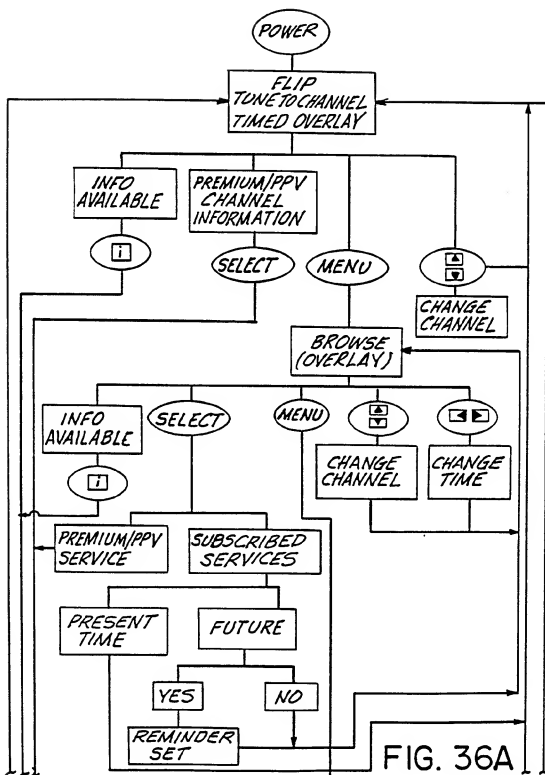 POWER
FLIP
TUNE TO CHANNEL
TIMED OVERLAY
INFO
AVAILABLE
PREMIUM/PPV
CHANNEL
INFORMATION
i
SELECT
MENU
CHANGE
CHANNEL
BROWSE
(OVERLAY)
INFO
AVAILABLE
SELECT
MENU
i
CHANGE
CHANNEL
CHANGE
TIME
PREMIUM/PPV
SERVICE
SUBSCRIBED
SERVICES
PRESENT
TIME
FUTURE
YES
NO
REMINDER
SET
FIG. 36A